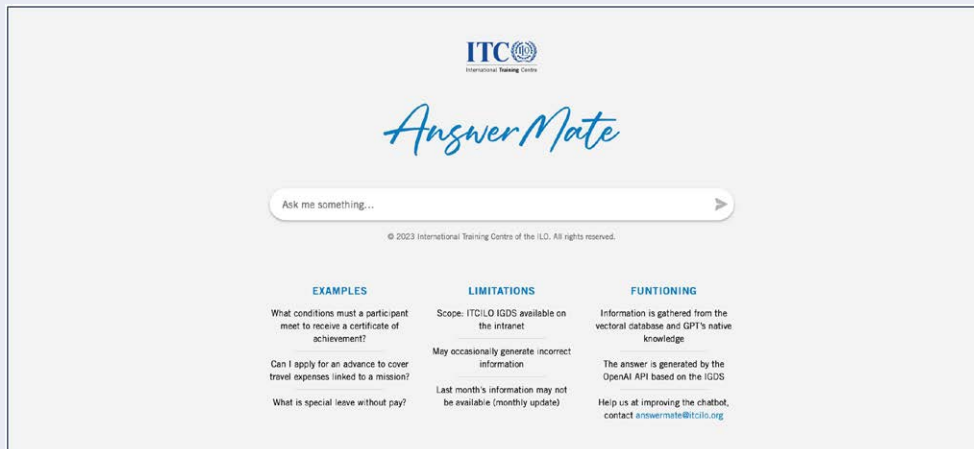 ITC
International Training Centre
AnswerMate
Ask me something...
© 2023 International Training Centre of the ILO. All rights reserved.
EXAMPLES
What conditions must a participant
meet to receive a certificate of
achievement?
Can I apply for an advance to cover
travel expenses linked to a mission?
What is special leave without pay?
LIMITATIONS
Scope: ITCILO IGDS available on
the intranet
May occasionally generate incorrect
information
Last month's information may not
be available (monthly update)
FUNTIONING
Information is gathered from the
vectoral database and GPT's native
knowledge
The answer is generated by the
OpenAI API based on the IGDS
Help us at improving the chatbot,
contact answermate@itcilo.org